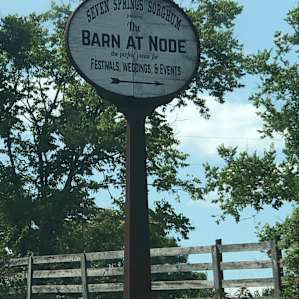 SEVEN SPRINGS SORGHUM
presents
The
BARN AT NODE
the perfect venue for
FESTIVALS, WEDDINGS, & EVENTS